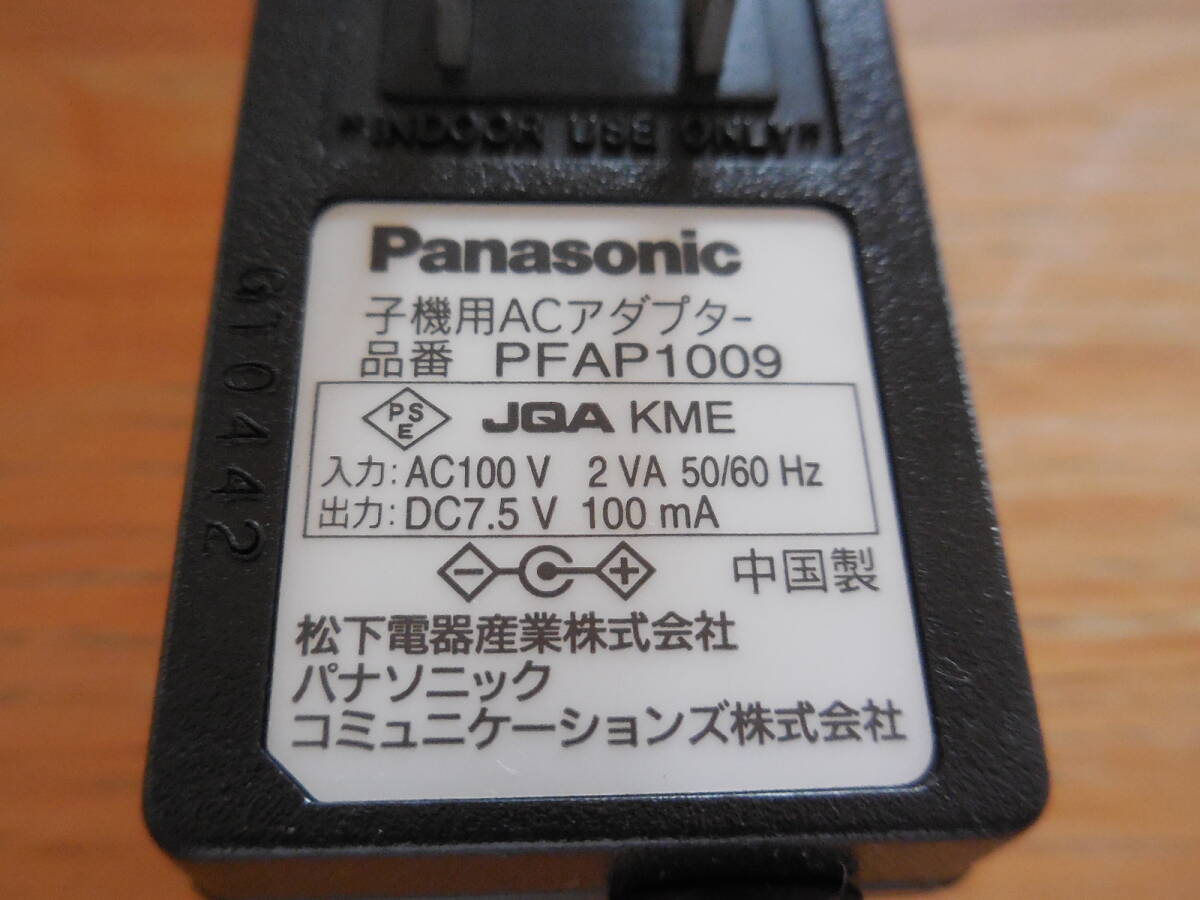 "INDOOR USE ONLY"
Panasonic
子機用ACアダプター
品番 PFAP1009
PSE JQA KME
入力: AC100 V 2 VA 50/60 Hz
出力: DC7.5 V 100 mA
中国製
松下電器産業株式会社
パナソニック
コミュニケーションズ株式会社
GT04442